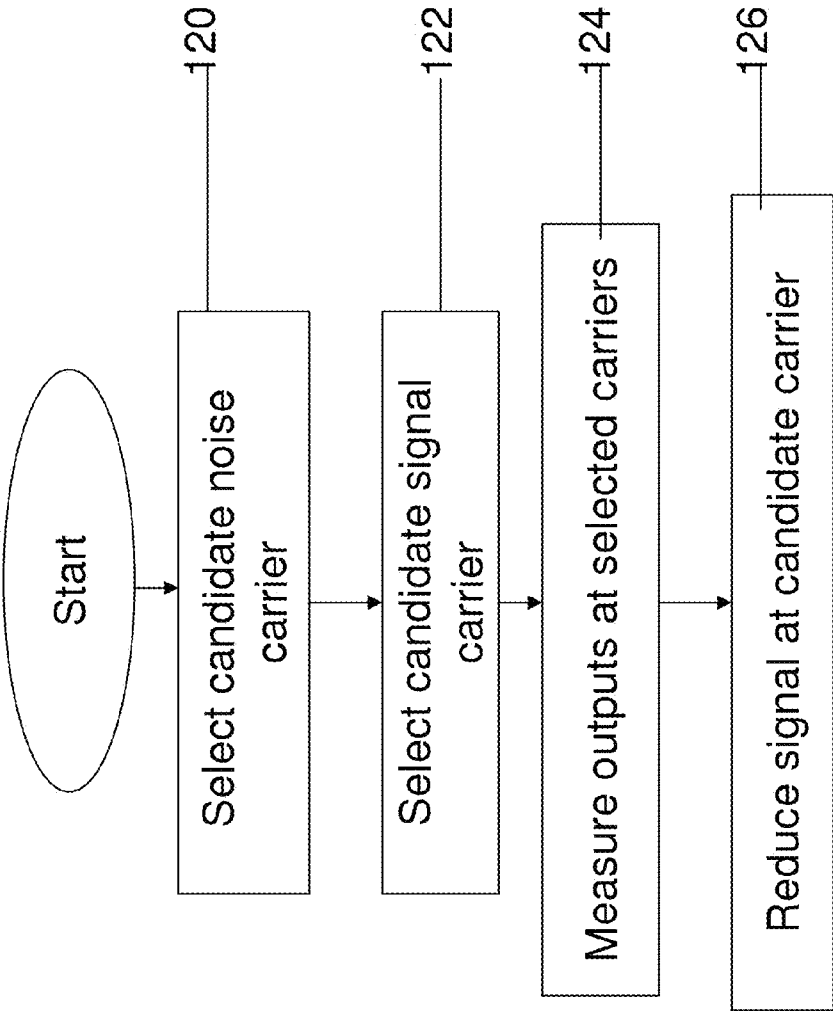 Start
Select candidate noise
carrier
120
Select candidate signal
carrier
122
Measure outputs at selected carriers
124
Reduce signal at candidate carrier
126